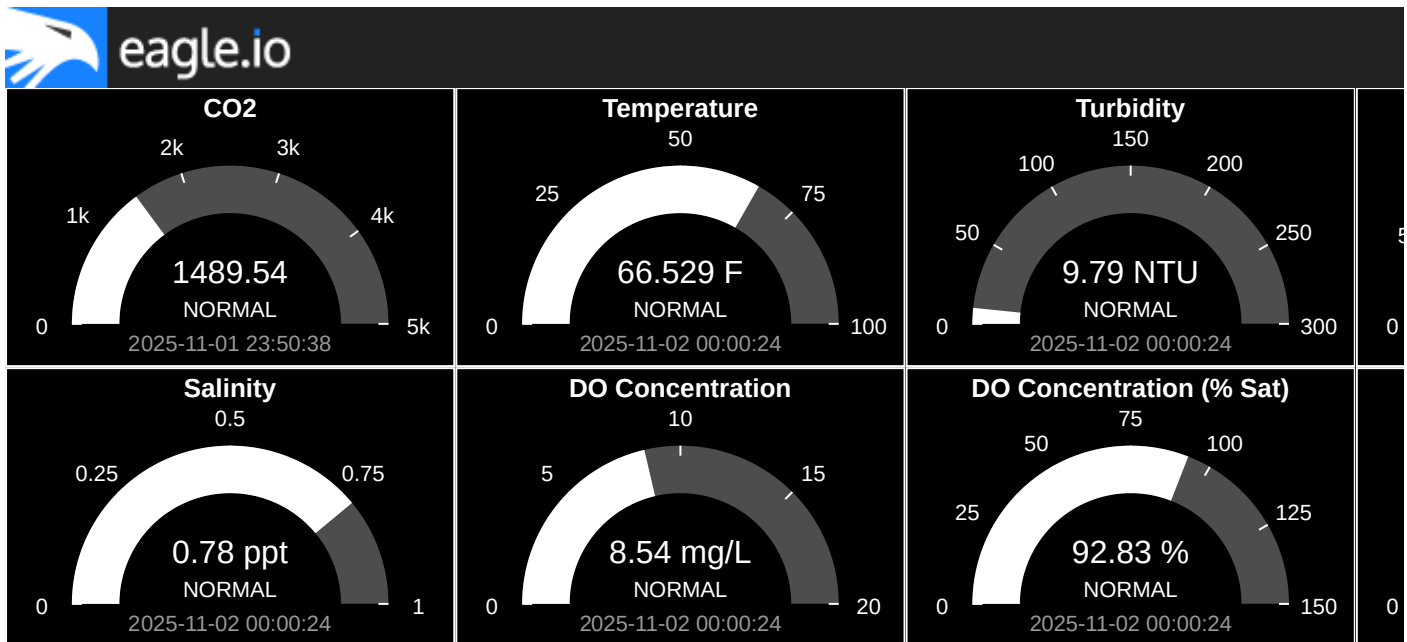 eagle.io
CO2
2k
3k
1k
4k
1489.54
NORMAL
0
5k
2025-11-01 23:50:38
Temperature
50
25
75
66.529 F
NORMAL
0
100
2025-11-02 00:00:24
Turbidity
150
100
200
50
250
9.79 NTU
NORMAL
0
300
2025-11-02 00:00:24
0
Salinity
0.5
0.25
0.75
0.78 ppt
NORMAL
0
1
2025-11-02 00:00:24
DO Concentration
10
5
15
8.54 mg/L
NORMAL
0
20
2025-11-02 00:00:24
DO Concentration (% Sat)
75
50
100
25
125
92.83 %
NORMAL
0
150
2025-11-02 00:00:24
0